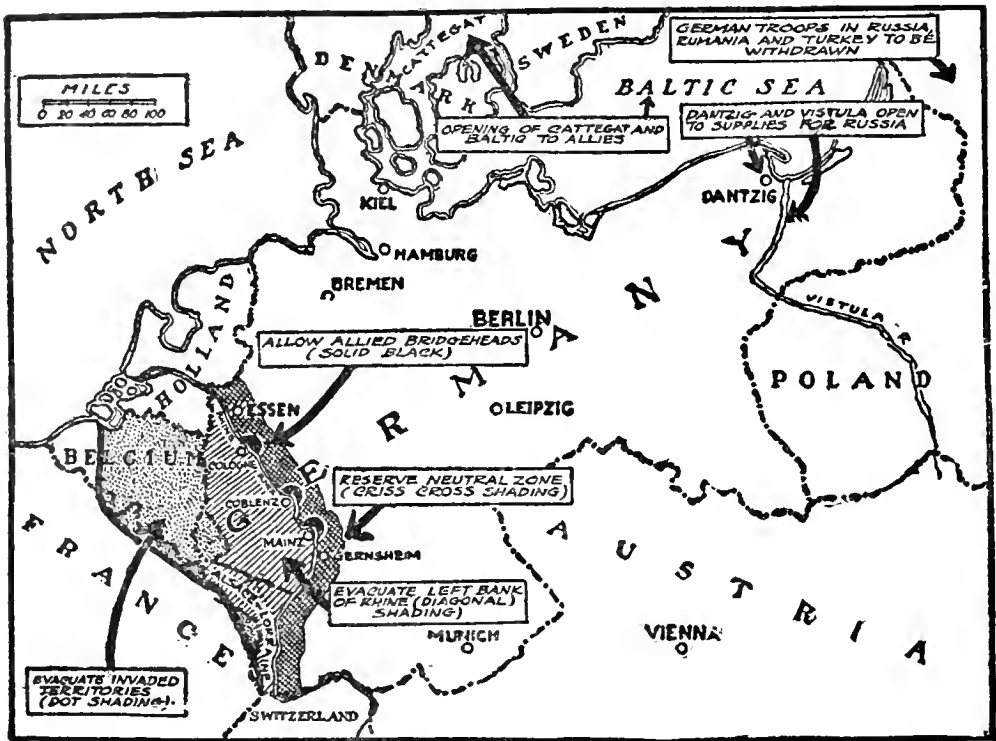 GERMAN TROOPS IN RUSSIA,
RUMANIA AND TURKEY TO BE
WITHDRAWN
CATTEGAT
SWEDEN
DENMARK
MILES
0 20 40 60 80 100
BALTIC SEA
OPENING OF CATTEGAT AND
BALTIC TO ALLIES
DANTZIG AND VISTULA OPEN
TO SUPPLIES FOR RUSSIA
NORTH SEA
KIEL
DANTZIG
HAMBURG
BREMEN
HOLLAND
BERLIN
VISTULA-R
GERMANY
ALLOW ALLIED BRIDGEHEADS
(SOLID BLACK)
POLAND
ESSEN
LEIPZIG
BELGIUM
COLOGNE
RESERVE NEUTRAL ZONE
(CRISS CROSS SHADING)
COBLENZ
MAINZ
GERNSHEIM
FRANCE
AUSTRIA
EVACUATE LEFT BANK
OF RHINE (DIAGONAL)
SHADING)
ALSACE-LORRAINE
MUNICH
VIENNA
EVACUATE INVADED
TERRITORIES
(DOT SHADING).
SWITZERLAND